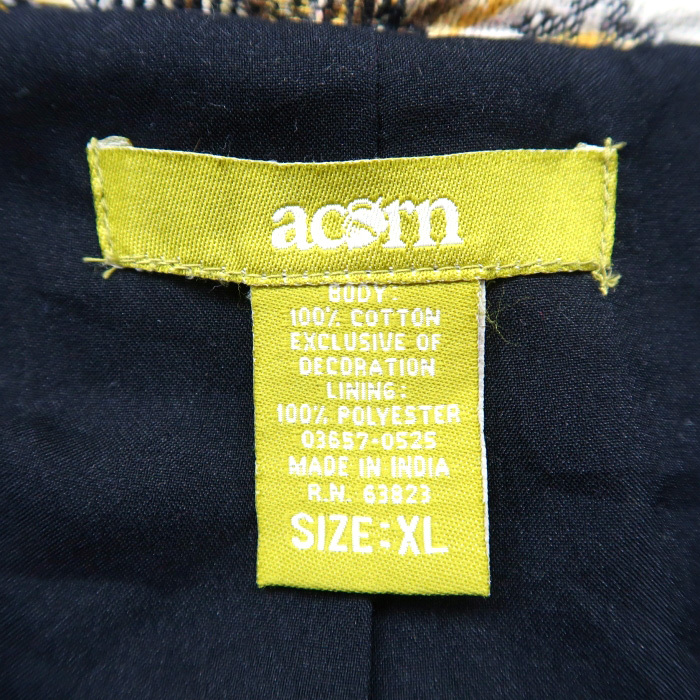 acorn
BODY:
100% COTTON
EXCLUSIVE OF
DECORATION
LINING:
100% POLYESTER
03657-0525
MADE IN INDIA
R.N. 63823
SIZE:XL